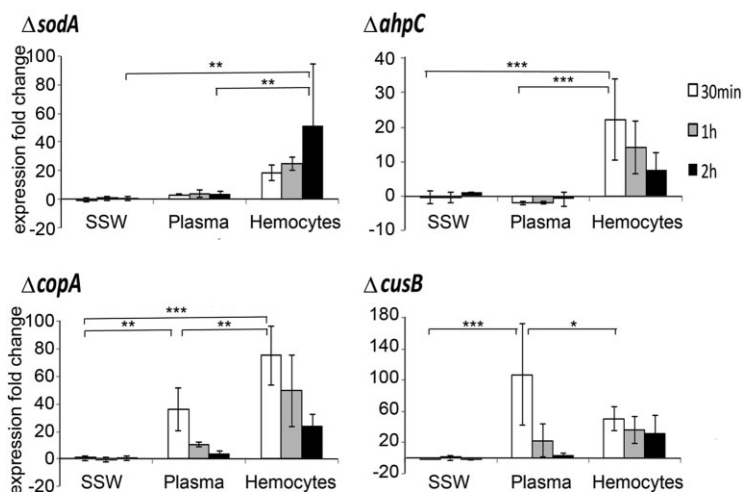 ΔsodA
expression fold change
100
80
60
40
20
0
-20
**
**
SSW Plasma Hemocytes
ΔahpC
40
30
20
10
0
-10
***
***
SSW Plasma Hemocytes
30min
1h
2h
ΔcopA
expression fold change
100
80
60
40
20
0
-20
***
** **
SSW Plasma Hemocytes
ΔcusB
180
140
100
60
20
-20
*** *
SSW Plasma Hemocytes